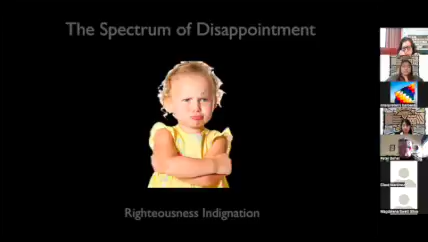 The Spectrum of Disappointment
Righteousness Indignation